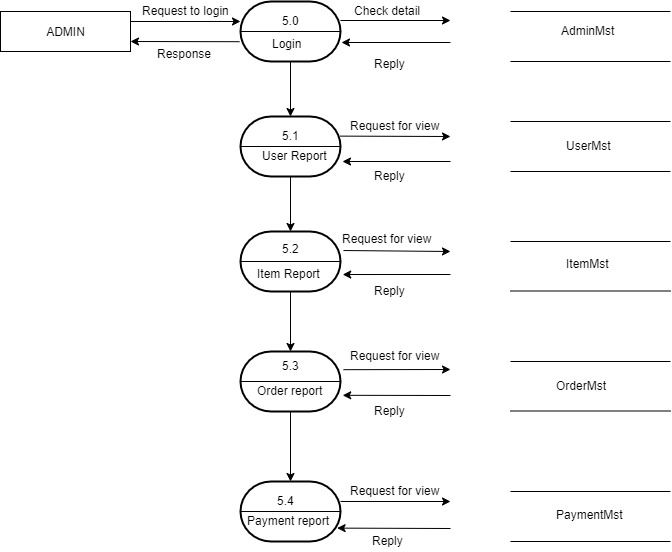 ADMIN
Request to login
Response
5.0
Login
Check detail
Reply
AdminMst
5.1
User Report
Request for view
Reply
UserMst
5.2
Item Report
Request for view
Reply
ItemMst
5.3
Order report
Request for view
Reply
OrderMst
5.4
Payment report
Request for view
Reply
PaymentMst